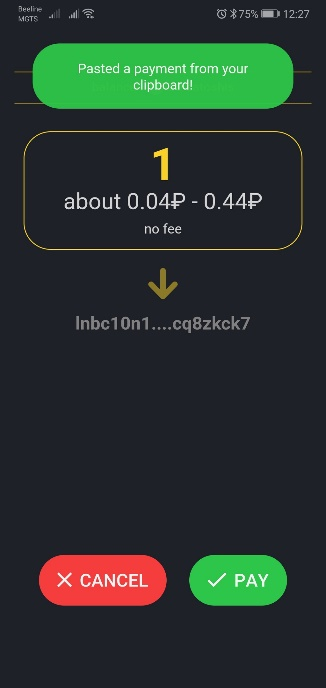 Beeline
MGTS
75%
12:27
Pasted a payment from your
clipboard!
1
about 0.04₽ - 0.44₽
no fee
lnbc10n1....cq8zkck7
CANCEL
PAY